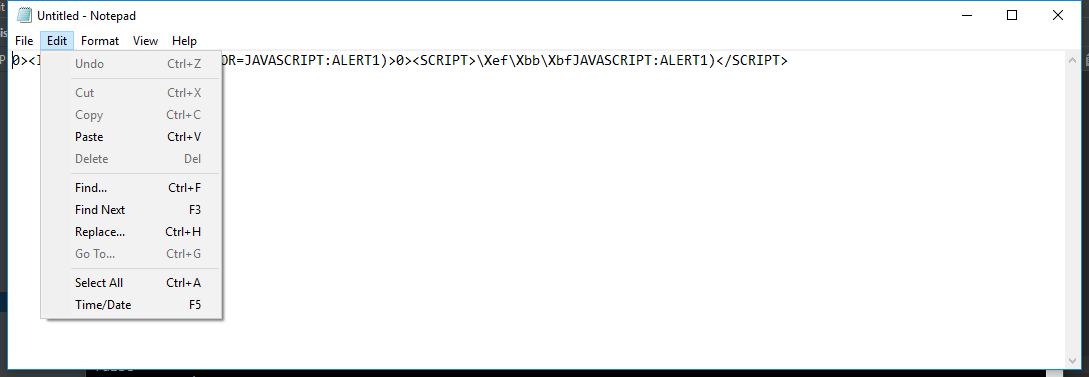 Untitled - Notepad
File Edit Format View Help
0><I OR=JAVASCRIPT:ALERT1)>0><SCRIPT>\Xef\Xbb\XbfJAVASCRIPT:ALERT1)</SCRIPT>
Undo Ctrl+Z
Cut Ctrl+X
Copy Ctrl+C
Paste Ctrl+V
Delete Del
Find... Ctrl+F
Find Next F3
Replace... Ctrl+H
Go To... Ctrl+G
Select All Ctrl+A
Time/Date F5